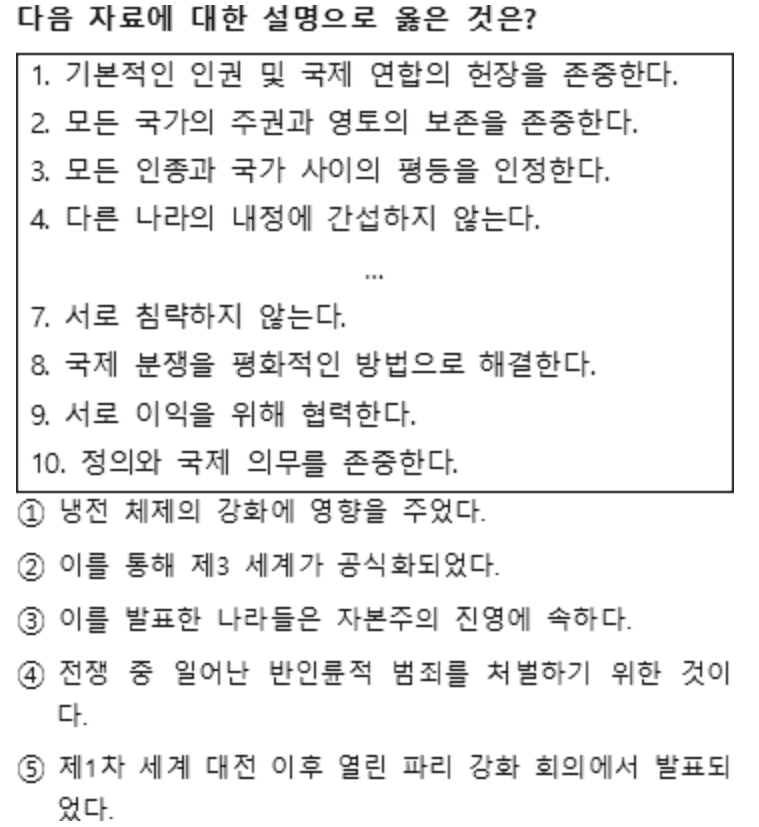 다음 자료에 대한 설명으로 옳은 것은?
1. 기본적인 인권 및 국제 연합의 헌장을 존중한다.
2. 모든 국가의 주권과 영토의 보존을 존중한다.
3. 모든 인종과 국가 사이의 평등을 인정한다.
4. 다른 나라의 내정에 간섭하지 않는다.
...
7. 서로 침략하지 않는다.
8. 국제 분쟁을 평화적인 방법으로 해결한다.
9. 서로 이익을 위해 협력한다.
10. 정의와 국제 의무를 존중한다.
① 냉전 체제의 강화에 영향을 주었다.
② 이를 통해 제3 세계가 공식화되었다.
③ 이를 발표한 나라들은 자본주의 진영에 속하다.
④ 전쟁 중 일어난 반인륜적 범죄를 처벌하기 위한 것이
다.
⑤ 제1차 세계 대전 이후 열린 파리 강화 회의에서 발표되
었다.